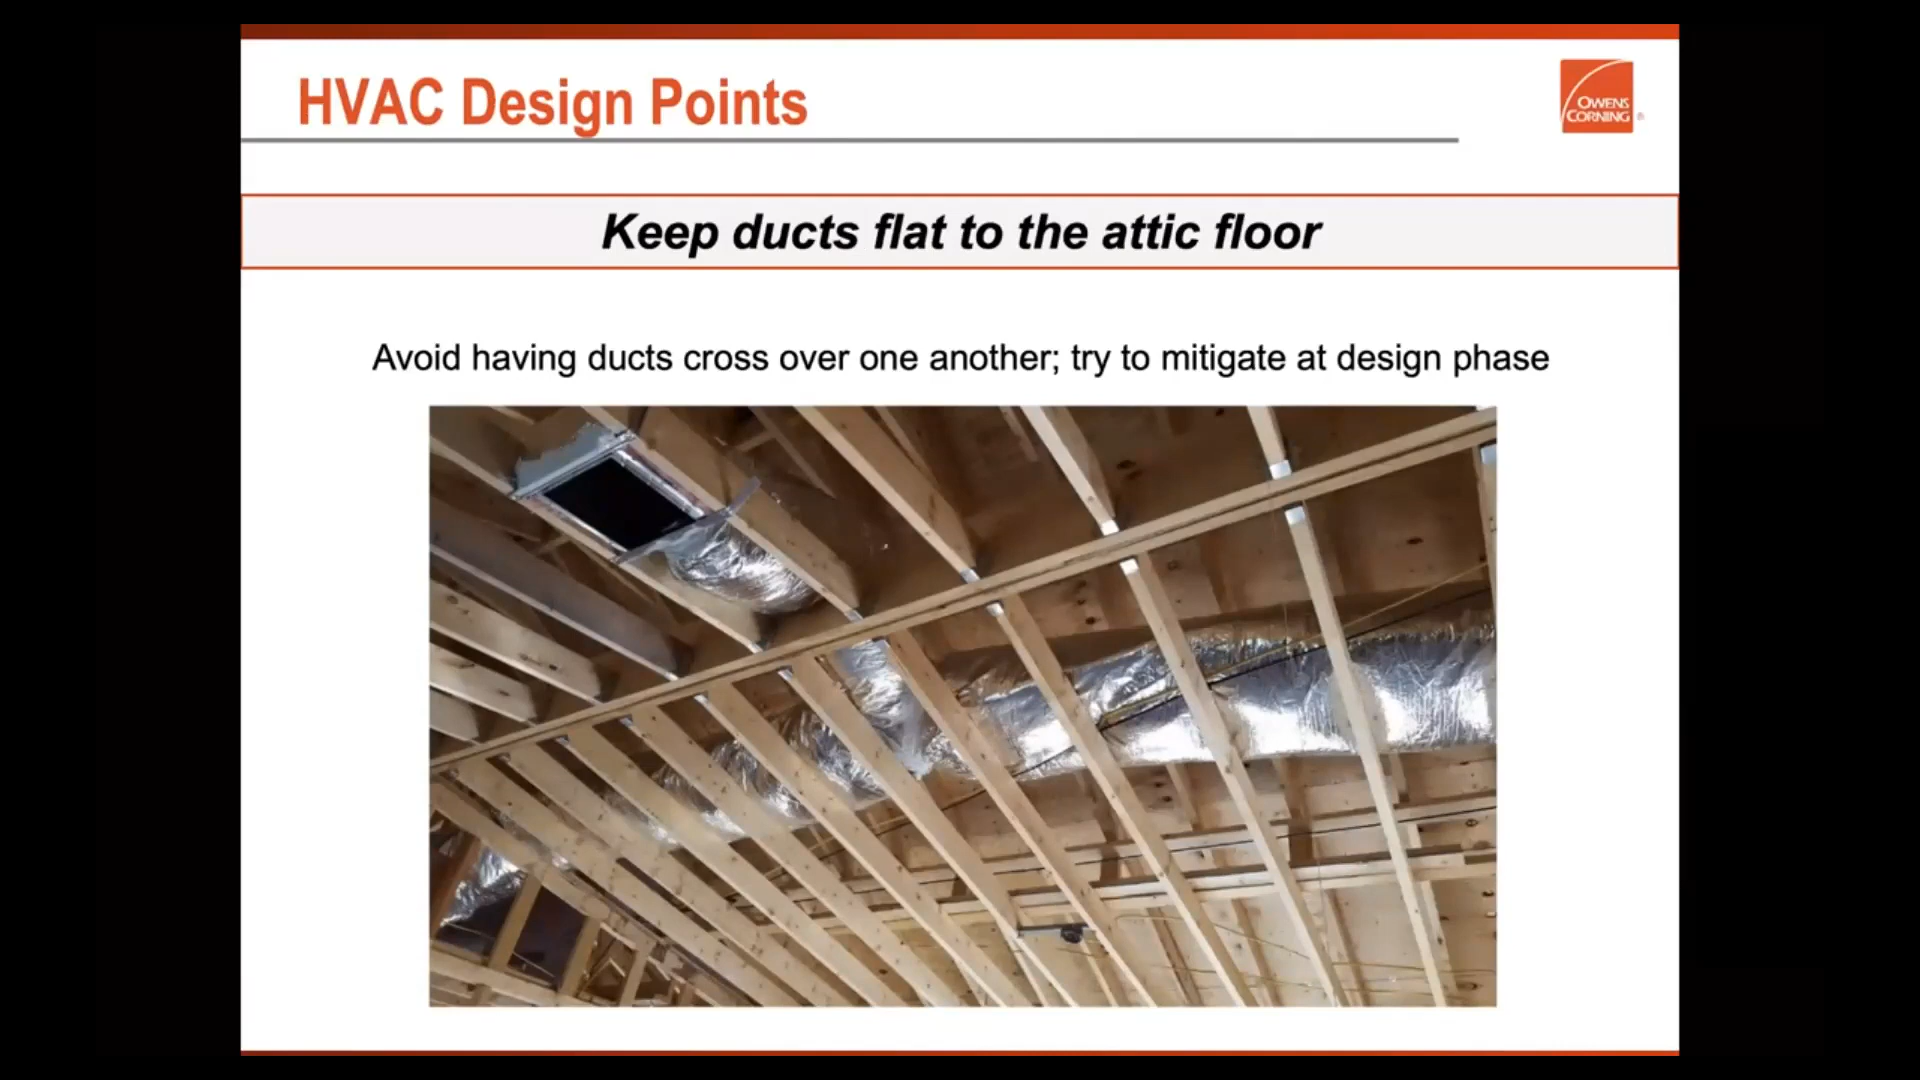 HVAC Design Points
OWENS
CORNING
®
Keep ducts flat to the attic floor
Avoid having ducts cross over one another; try to mitigate at design phase